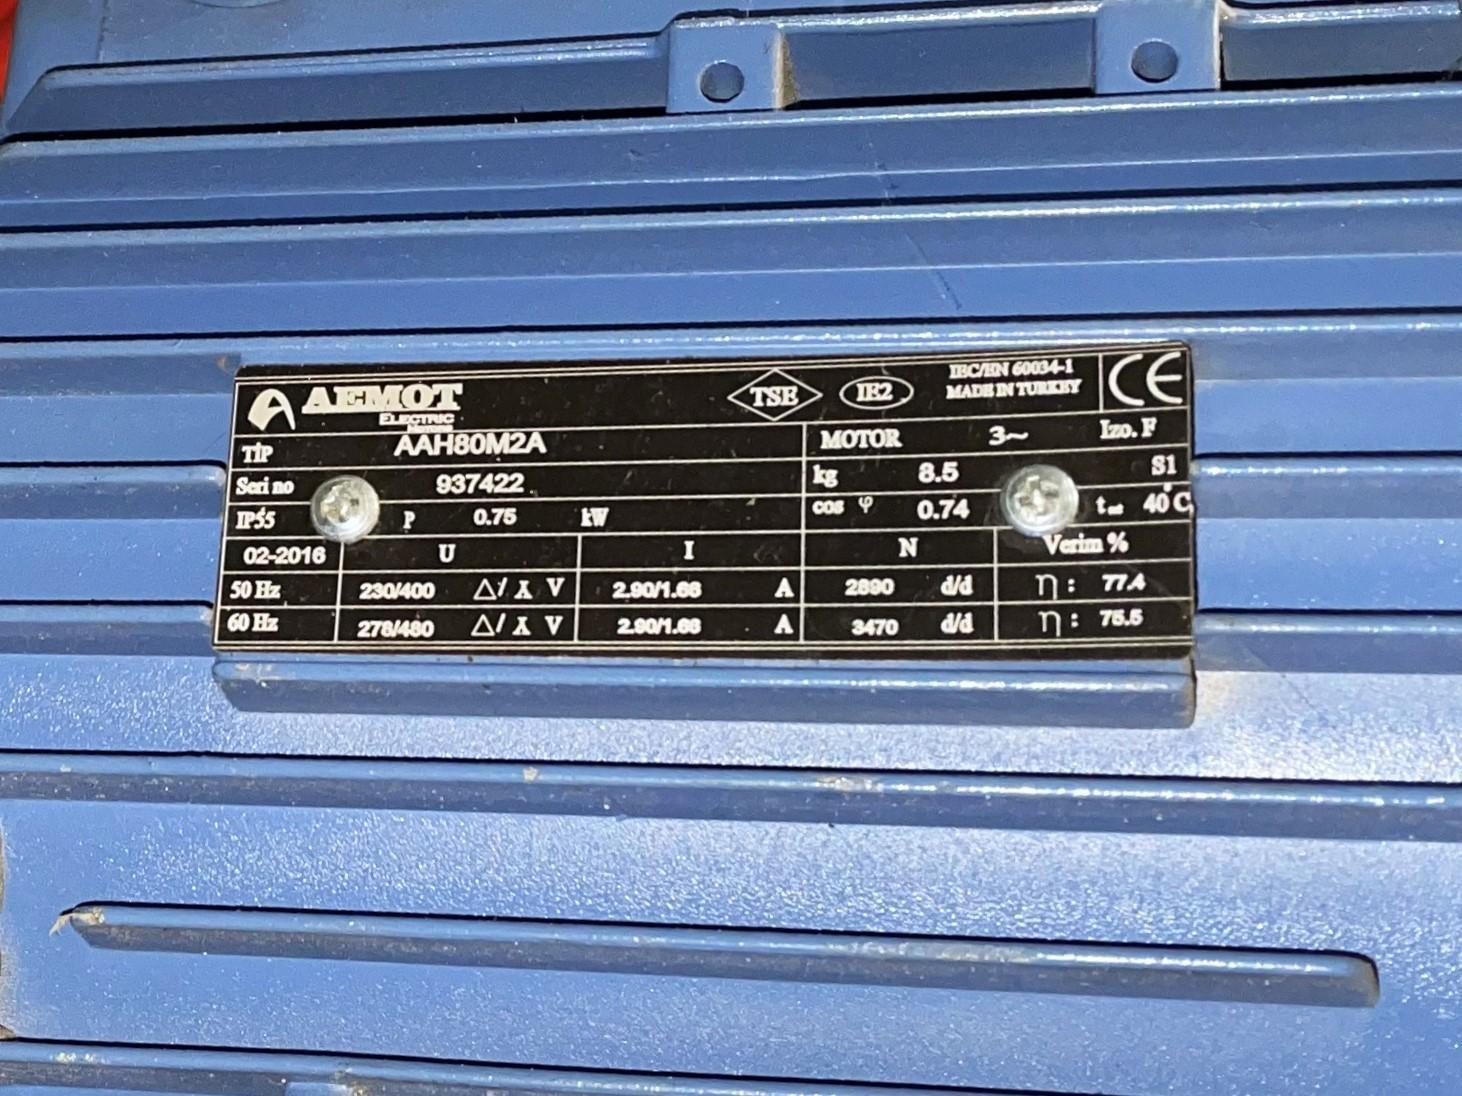 AEMOT
ELECTRIC
MOTORS
TSE
IE2
IEC/EN 60034-1
MADE IN TURKEY
CE
TİP AAH80M2A
MOTOR 3~ Izo. F
Seri no 937422
kg 8.5 S1
IP55 P 0.75 kW
cos φ 0.74 40°C
02-2016 U I N Verim %
50 Hz 230/400 △/⅄ V 2.90/1.68 A 2890 d/d η : 77.4
60 Hz 276/480 △/⅄ V 2.90/1.68 A 3470 d/d η : 75.5